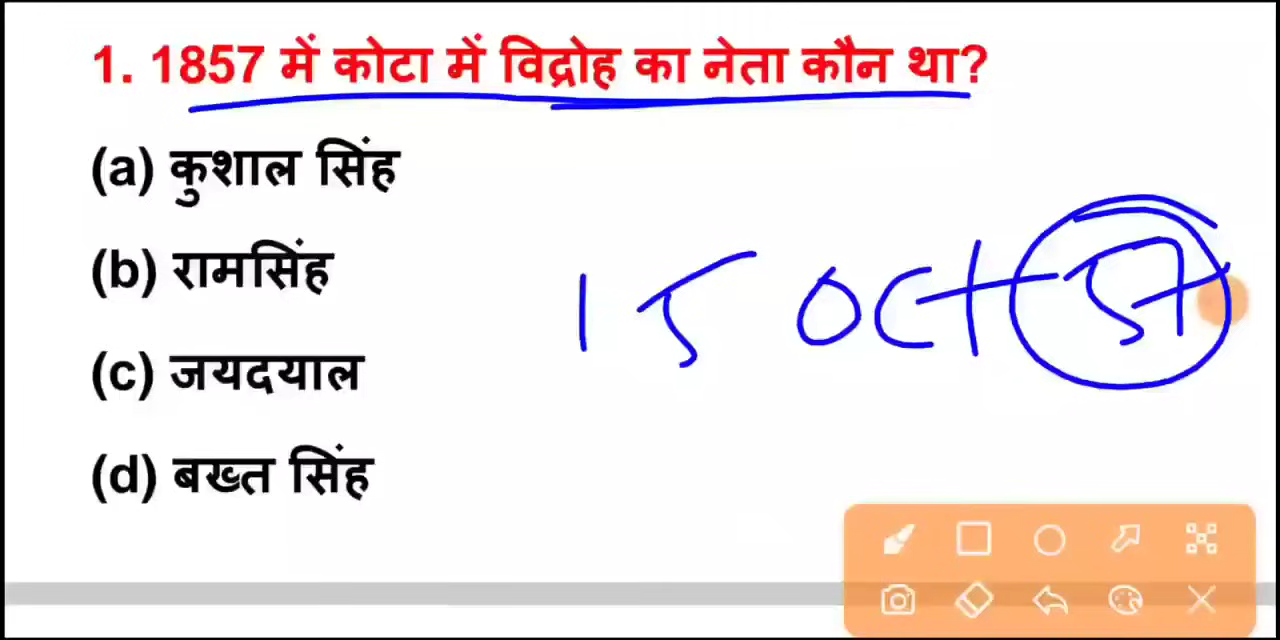 1. 1857 में कोटा में विद्रोह का नेता कौन था?
(a) कुशाल सिंह
(b) रामसिंह
15 Oct 57
(c) जयदयाल
(d) बख्त सिंह